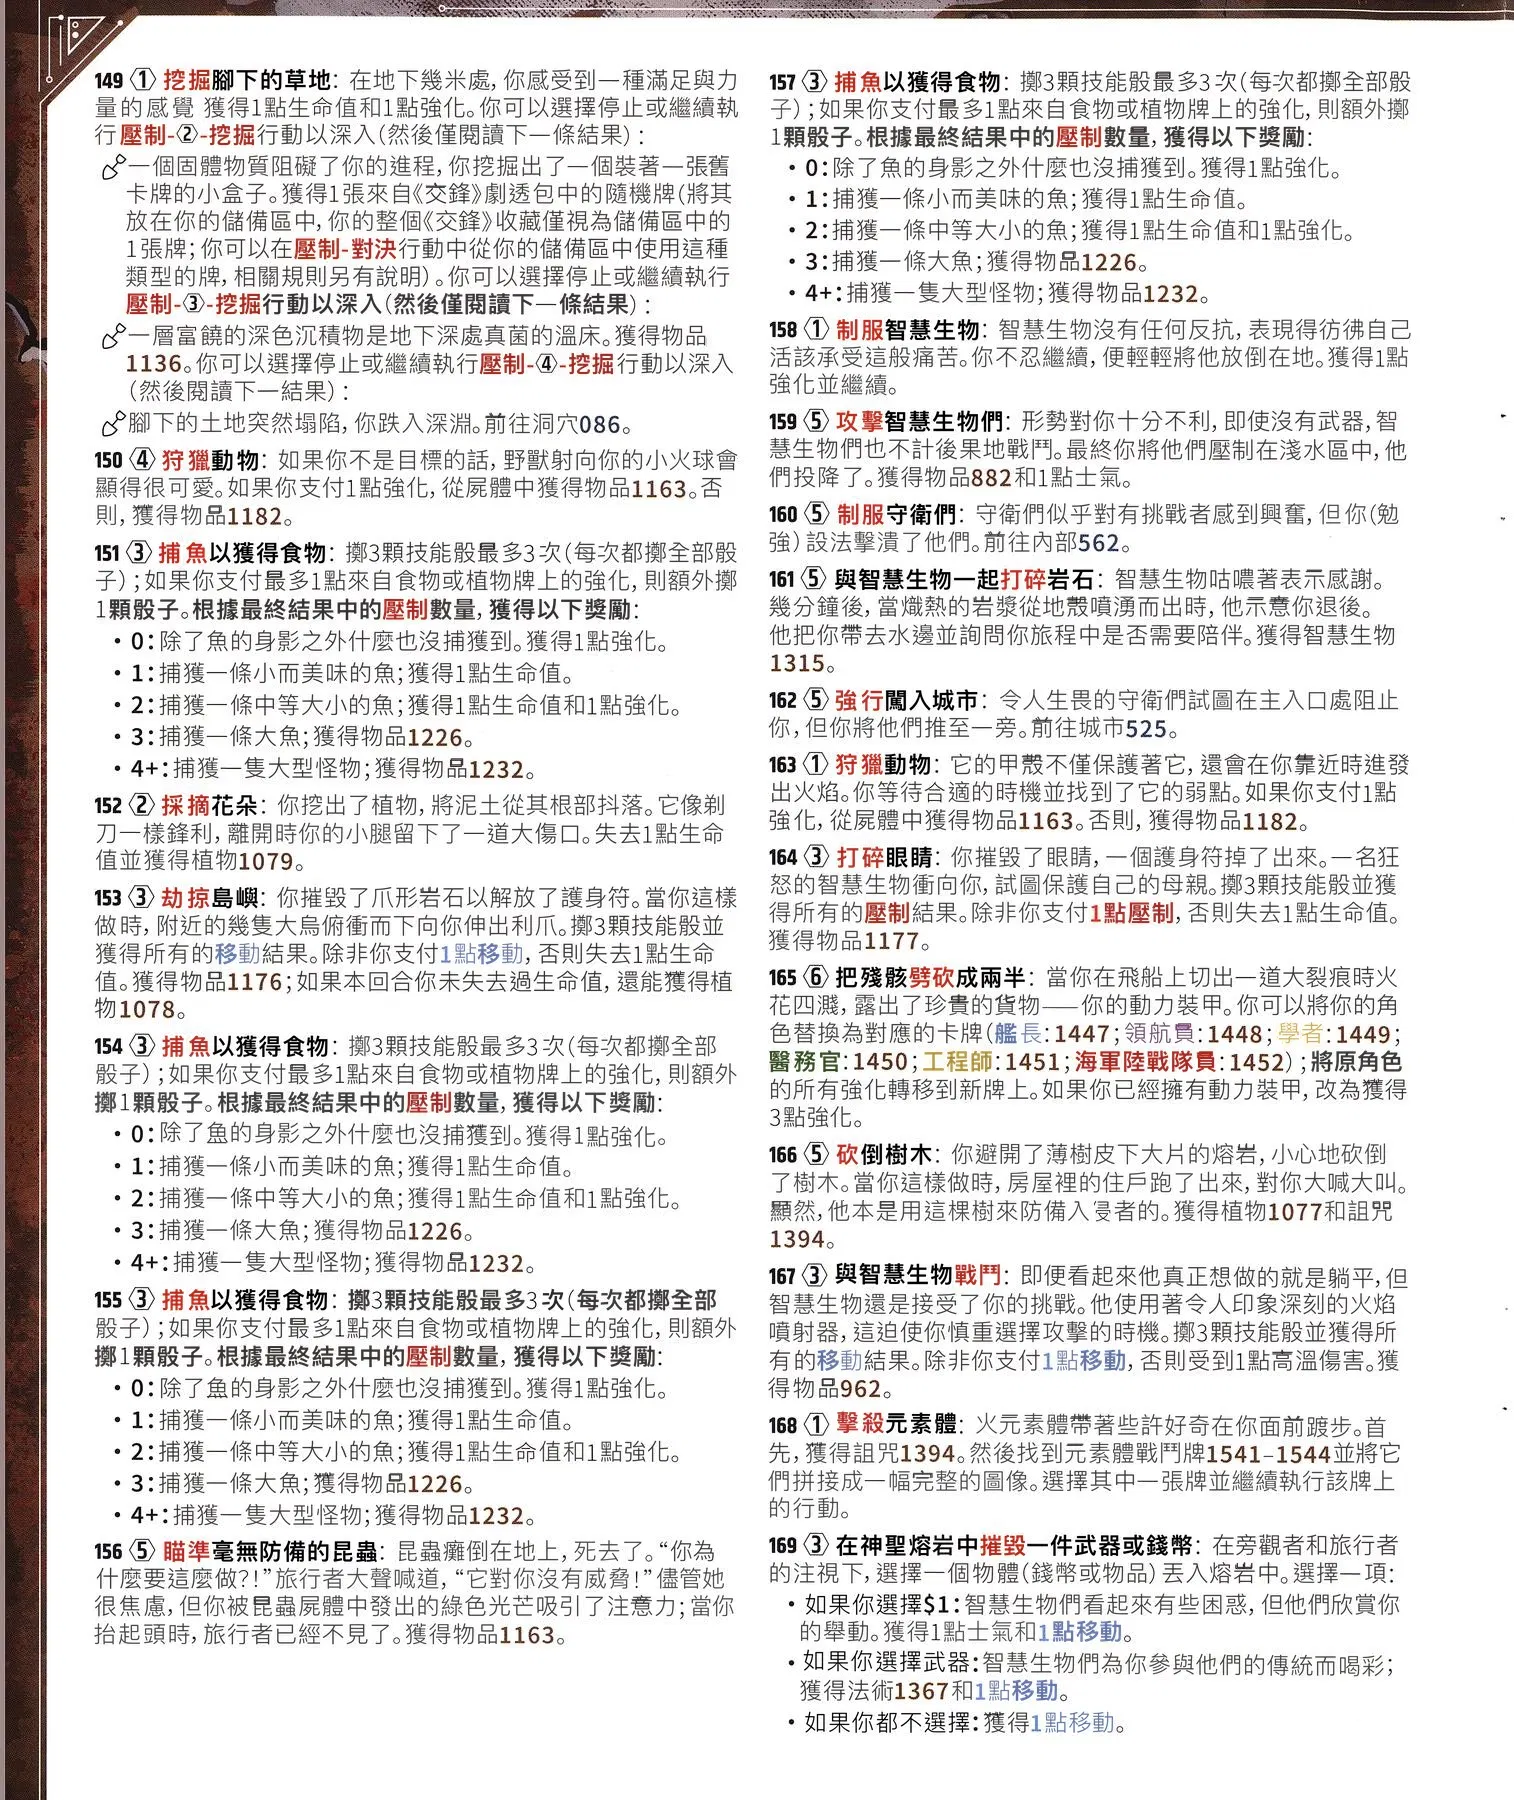 149 ① 挖掘腳下的草地：在地下幾米處，你感受到一種滿足與力
量的感覺 獲得1點生命值和1點強化。你可以選擇停止或繼續執
行壓制-②-挖掘行動以深入(然後僅閱讀下一條結果)：
一個固體物質阻礙了你的進程，你挖掘出了一個裝著一張舊
卡牌的小盒子。獲得1張來自《交鋒》劇透包中的隨機牌(將其
放在你的儲備區中，你的整個《交鋒》收藏僅視為儲備區中的
1張牌；你可以在壓制-對決行動中從你的儲備區中使用這種
類型的牌，相關規則另有說明)。你可以選擇停止或繼續執行
壓制-③-挖掘行動以深入(然後僅閱讀下一條結果)：
一層富饒的深色沉積物是地下深處真菌的溫床。獲得物品
1136。你可以選擇停止或繼續執行壓制-④-挖掘行動以深入
(然後閱讀下一結果)：
腳下的土地突然塌陷，你跌入深淵。前往洞穴086。
150 ④ 狩獵動物：如果你不是目標的話，野獸射向你的小火球會
顯得很可愛。如果你支付1點強化，從屍體中獲得物品1163。否
則，獲得物品1182。
151 ③ 捕魚以獲得食物：擲3顆技能骰最多3次(每次都擲全部骰
子)；如果你支付最多1點來自食物或植物牌上的強化，則額外擲
1顆骰子。根據最終結果中的壓制數量，獲得以下獎勵：
•0：除了魚的身影之外什麼也沒捕獲到。獲得1點強化。
•1：捕獲一條小而美味的魚；獲得1點生命值。
•2：捕獲一條中等大小的魚；獲得1點生命值和1點強化。
•3：捕獲一條大魚；獲得物品1226。
•4+：捕獲一隻大型怪物；獲得物品1232。
152 ② 採摘花朵：你挖出了植物，將泥土從其根部抖落。它像剃
刀一樣鋒利，離開時你的小腿留下了一道大傷口。失去1點生命
值並獲得植物1079。
153 ③ 劫掠島嶼：你摧毀了爪形岩石以解放了護身符。當你這樣
做時，附近的幾隻大鳥俯衝而下向你伸出利爪。擲3顆技能骰並
獲得所有的移動結果。除非你支付1點移動，否則失去1點生命
值。獲得物品1176；如果本回合你未失去過生命值，還能獲得植
物1078。
154 ③ 捕魚以獲得食物：擲3顆技能骰最多3次(每次都擲全部
骰子)；如果你支付最多1點來自食物或植物牌上的強化，則額外
擲1顆骰子。根據最終結果中的壓制數量，獲得以下獎勵：
•0：除了魚的身影之外什麼也沒捕獲到。獲得1點強化。
•1：捕獲一條小而美味的魚；獲得1點生命值。
•2：捕獲一條中等大小的魚；獲得1點生命值和1點強化。
•3：捕獲一條大魚；獲得物品1226。
•4+：捕獲一隻大型怪物；獲得物品1232。
155 ③ 捕魚以獲得食物：擲3顆技能骰最多3次(每次都擲全部
骰子)；如果你支付最多1點來自食物或植物牌上的強化，則額外
擲1顆骰子。根據最終結果中的壓制數量，獲得以下獎勵：
•0：除了魚的身影之外什麼也沒捕獲到。獲得1點強化。
•1：捕獲一條小而美味的魚；獲得1點生命值。
•2：捕獲一條中等大小的魚；獲得1點生命值和1點強化。
•3：捕獲一條大魚；獲得物品1226。
•4+：捕獲一隻大型怪物；獲得物品1232。
156 ⑤ 瞄準毫無防備的昆蟲：昆蟲癱倒在地上，死去了。“你為
什麼要這麼做?!”旅行者大聲喊道，“它對你沒有威脅!”儘管她
很焦慮，但你被昆蟲屍體中發出的綠色光芒吸引了注意力；當你
抬起頭時，旅行者已經不見了。獲得物品1163。
157 ③ 捕魚以獲得食物：擲3顆技能骰最多3次(每次都擲全部骰
子)；如果你支付最多1點來自食物或植物牌上的強化，則額外擲
1顆骰子。根據最終結果中的壓制數量，獲得以下獎勵：
•0：除了魚的身影之外什麼也沒捕獲到。獲得1點強化。
•1：捕獲一條小而美味的魚；獲得1點生命值。
•2：捕獲一條中等大小的魚；獲得1點生命值和1點強化。
•3：捕獲一條大魚；獲得物品1226。
•4+：捕獲一隻大型怪物；獲得物品1232。
158 ① 制服智慧生物：智慧生物沒有任何反抗，表現得彷彿自己
活該承受這般痛苦。你不忍繼續，便輕輕將他放倒在地。獲得1點
強化並繼續。
159 ⑤ 攻擊智慧生物們：形勢對你十分不利，即使沒有武器，智
慧生物們也不計後果地戰鬥。最終你將他們壓制在淺水區中，他
們投降了。獲得物品882和1點士氣。
160 ⑤ 制服守衛們：守衛們似乎對有挑戰者感到興奮，但你(勉
強)設法擊潰了他們。前往內部562。
161 ⑤ 與智慧生物一起打碎岩石：智慧生物咕噥著表示感謝。
幾分鐘後，當熾熱的岩漿從地殼噴湧而出時，他示意你退後。
他把你帶去水邊並詢問你旅程中是否需要陪伴。獲得智慧生物
1315。
162 ⑤ 強行闖入城市：令人生畏的守衛們試圖在主入口處阻止
你，但你將他們推至一旁。前往城市525。
163 ① 狩獵動物：它的甲殼不僅保護著它，還會在你靠近時迸發
出火焰。你等待合適的時機並找到了它的弱點。如果你支付1點
強化，從屍體中獲得物品1163。否則，獲得物品1182。
164 ③ 打碎眼睛：你摧毀了眼睛，一個護身符掉了出來。一名狂
怒的智慧生物衝向你，試圖保護自己的母親。擲3顆技能骰並獲
得所有的壓制結果。除非你支付1點壓制，否則失去1點生命值。
獲得物品1177。
165 ⑥ 把殘骸劈砍成兩半：當你在飛船上切出一道大裂痕時火
花四濺，露出了珍貴的貨物——你的動力裝甲。你可以將你的角
色替換為對應的卡牌(艦長：1447；領航員：1448；學者：1449；
醫務官：1450；工程師：1451；海軍陸戰隊員：1452)；將原角色
的所有強化轉移到新牌上。如果你已經擁有動力裝甲，改為獲得
3點強化。
166 ⑤ 砍倒樹木：你避開了薄樹皮下大片的熔岩，小心地砍倒
了樹木。當你這樣做時，房屋裡的住戶跑了出來，對你大喊大叫。
顯然，他本是用這棵樹來防備入侵者的。獲得植物1077和詛咒
1394。
167 ③ 與智慧生物戰鬥：即便看起來他真正想做的就是躺平，但
智慧生物還是接受了你的挑戰。他使用著令人印象深刻的火焰
噴射器，這迫使你慎重選擇攻擊的時機。擲3顆技能骰並獲得所
有的移動結果。除非你支付1點移動，否則受到1點高溫傷害。獲
得物品962。
168 ① 擊殺元素體：火元素體帶著些許好奇在你面前踱步。首
先，獲得詛咒1394。然後找到元素體戰鬥牌1541–1544並將它
們拼接成一幅完整的圖像。選擇其中一張牌並繼續執行該牌上
的行動。
169 ③ 在神聖熔岩中摧毀一件武器或錢幣：在旁觀者和旅行者
的注視下，選擇一個物體(錢幣或物品)丟入熔岩中。選擇一項：
•如果你選擇$1：智慧生物們看起來有些困惑，但他們欣賞你
的舉動。獲得1點士氣和1點移動。
•如果你選擇武器：智慧生物們為你參與他們的傳統而喝彩；
獲得法術1367和1點移動。
•如果你都不選擇：獲得1點移動。